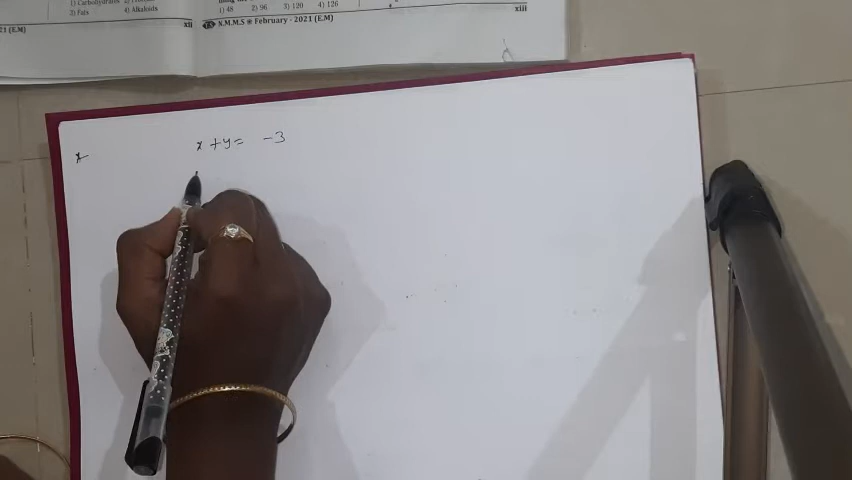 1) Carbohydrates
3) Fats 4) Alkaloids
1) 48 2) 96 3) 120 4) 126
21 (E.M) xii
N.M.M.S ※ February - 2021 (E.M) xiii
x + y = -3